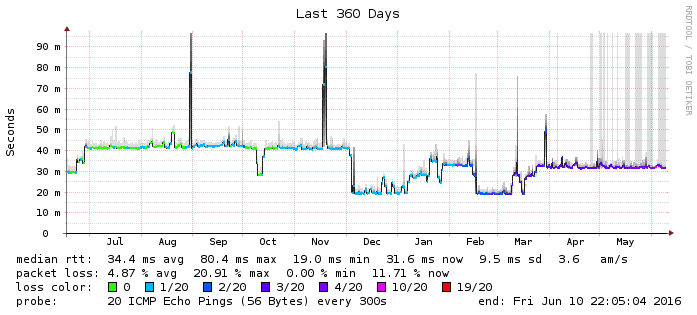 Last 360 Days
RRDTOOL / TOBI OETIKER
Seconds
90 m
80 m
70 m
60 m
50 m
40 m
30 m
20 m
10 m
0
Jul Aug Sep Oct Nov Dec Jan Feb Mar Apr May
median rtt: 34.4 ms avg 80.4 ms max 19.0 ms min 31.6 ms now 9.5 ms sd 3.6 am/s
packet loss: 4.87 % avg 20.91 % max 0.00 % min 11.71 % now
loss color: 0 1/20 2/20 3/20 4/20 10/20 19/20
probe: 20 ICMP Echo Pings (56 Bytes) every 300s end: Fri Jun 10 22:05:04 2016